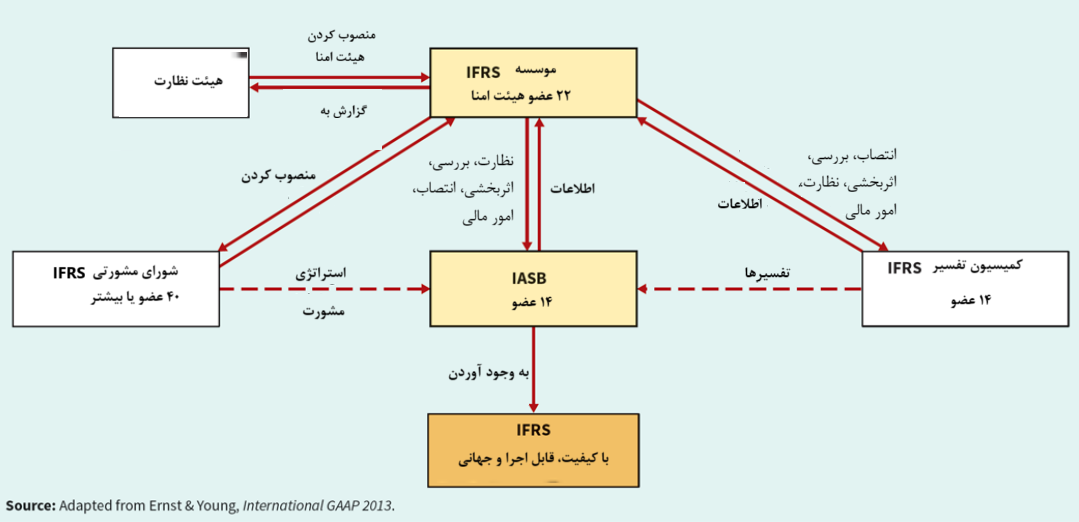 منصوب کردن
هیئت امنا
هیئت نظارت
موسسه IFRS
۲۲ عضو هیئت امنا
گزارش به
منصوب کردن
نظارت، بررسی،
اثربخشی، انتصاب،
امور مالی
اطلاعات
انتصاب، بررسی،
اثربخشی، نظارت،
امور مالی
اطلاعات
شورای مشورتی IFRS
۴۰ عضو یا بیشتر
استراتژی
مشورت
IASB
۱۴ عضو
تفسیرها
کمیسیون تفسیر IFRS
۱۴ عضو
به وجود آوردن
IFRS
با کیفیت، قابل اجرا و جهانی
Source: Adapted from Ernst & Young, International GAAP 2013.